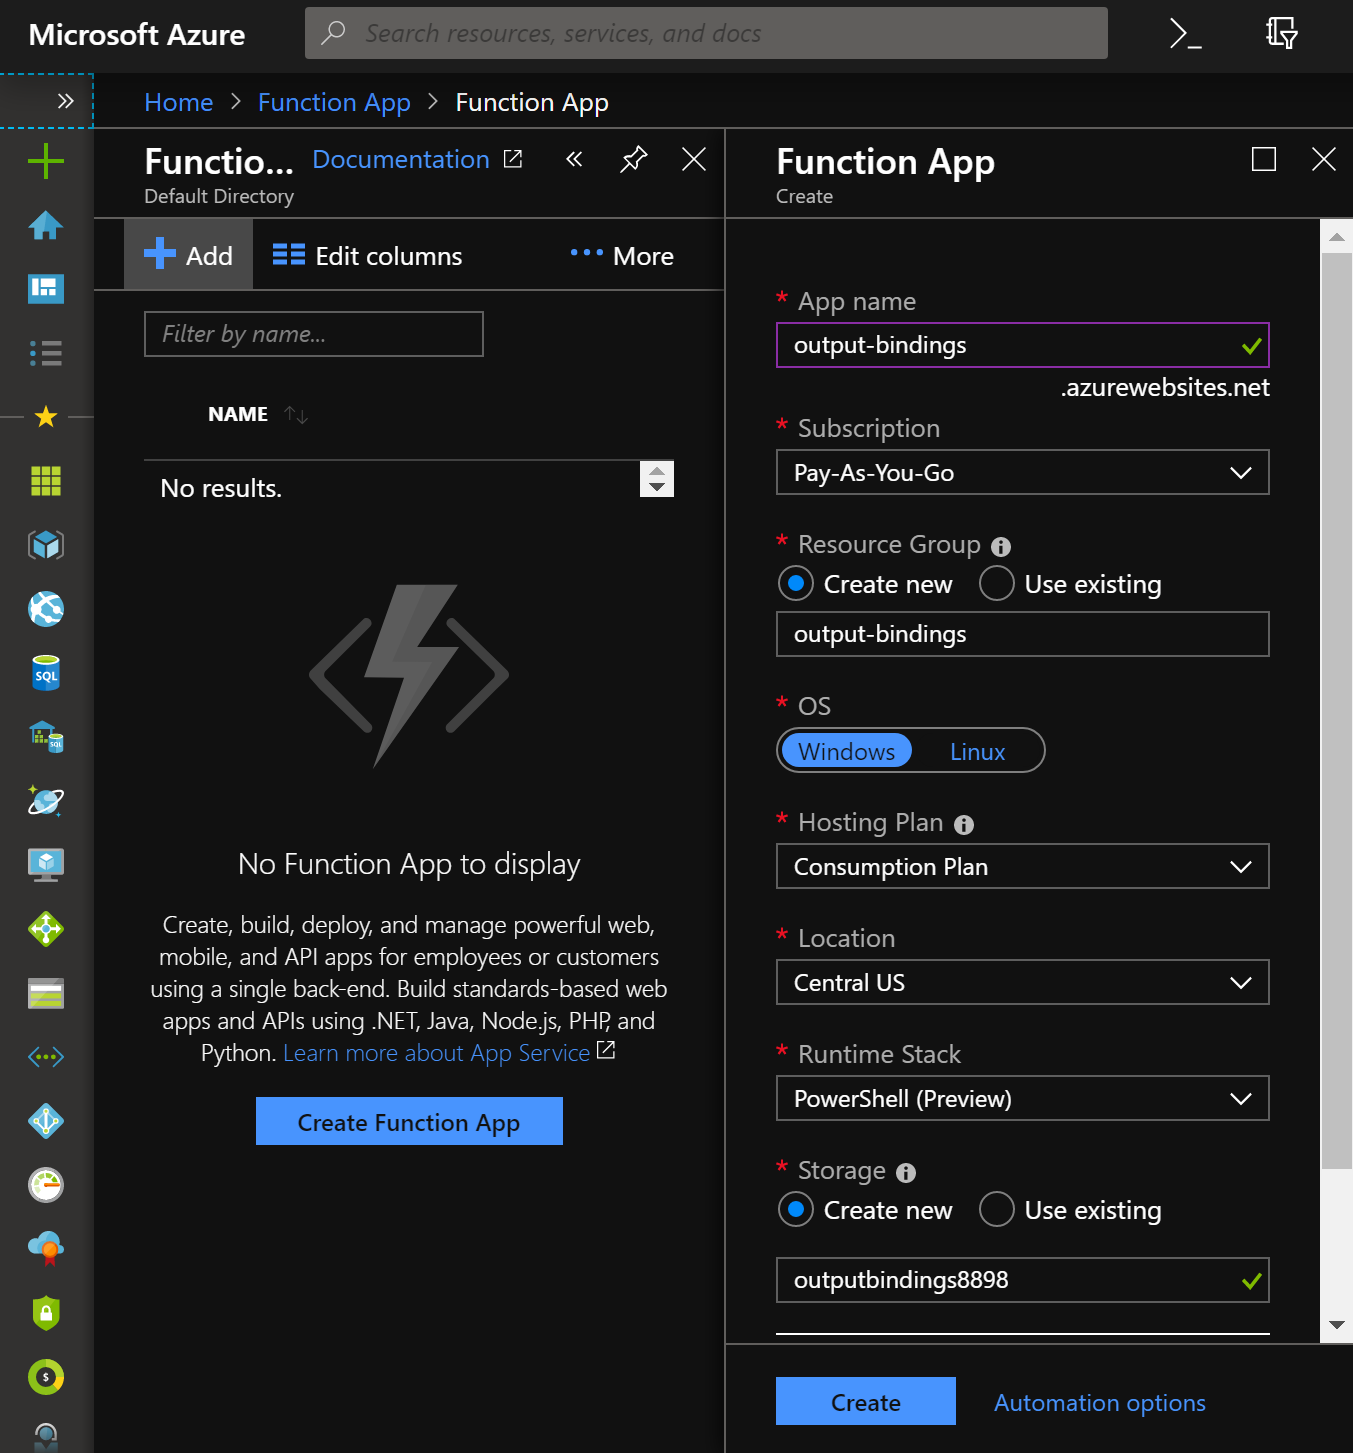 Microsoft Azure
Search resources, services, and docs
Home > Function App > Function App
Functio...
Documentation
Default Directory
Add
Edit columns
More
Filter by name...
NAME
No results.
No Function App to display
Create, build, deploy, and manage powerful web,
mobile, and API apps for employees or customers
using a single back-end. Build standards-based web
apps and APIs using .NET, Java, Node.js, PHP, and
Python. Learn more about App Service
Create Function App
Function App
Create
* App name
output-bindings
.azurewebsites.net
* Subscription
Pay-As-You-Go
* Resource Group
Create new
Use existing
output-bindings
* OS
Windows
Linux
* Hosting Plan
Consumption Plan
* Location
Central US
* Runtime Stack
PowerShell (Preview)
* Storage
Create new
Use existing
outputbindings8898
Create
Automation options
SQL
SQL